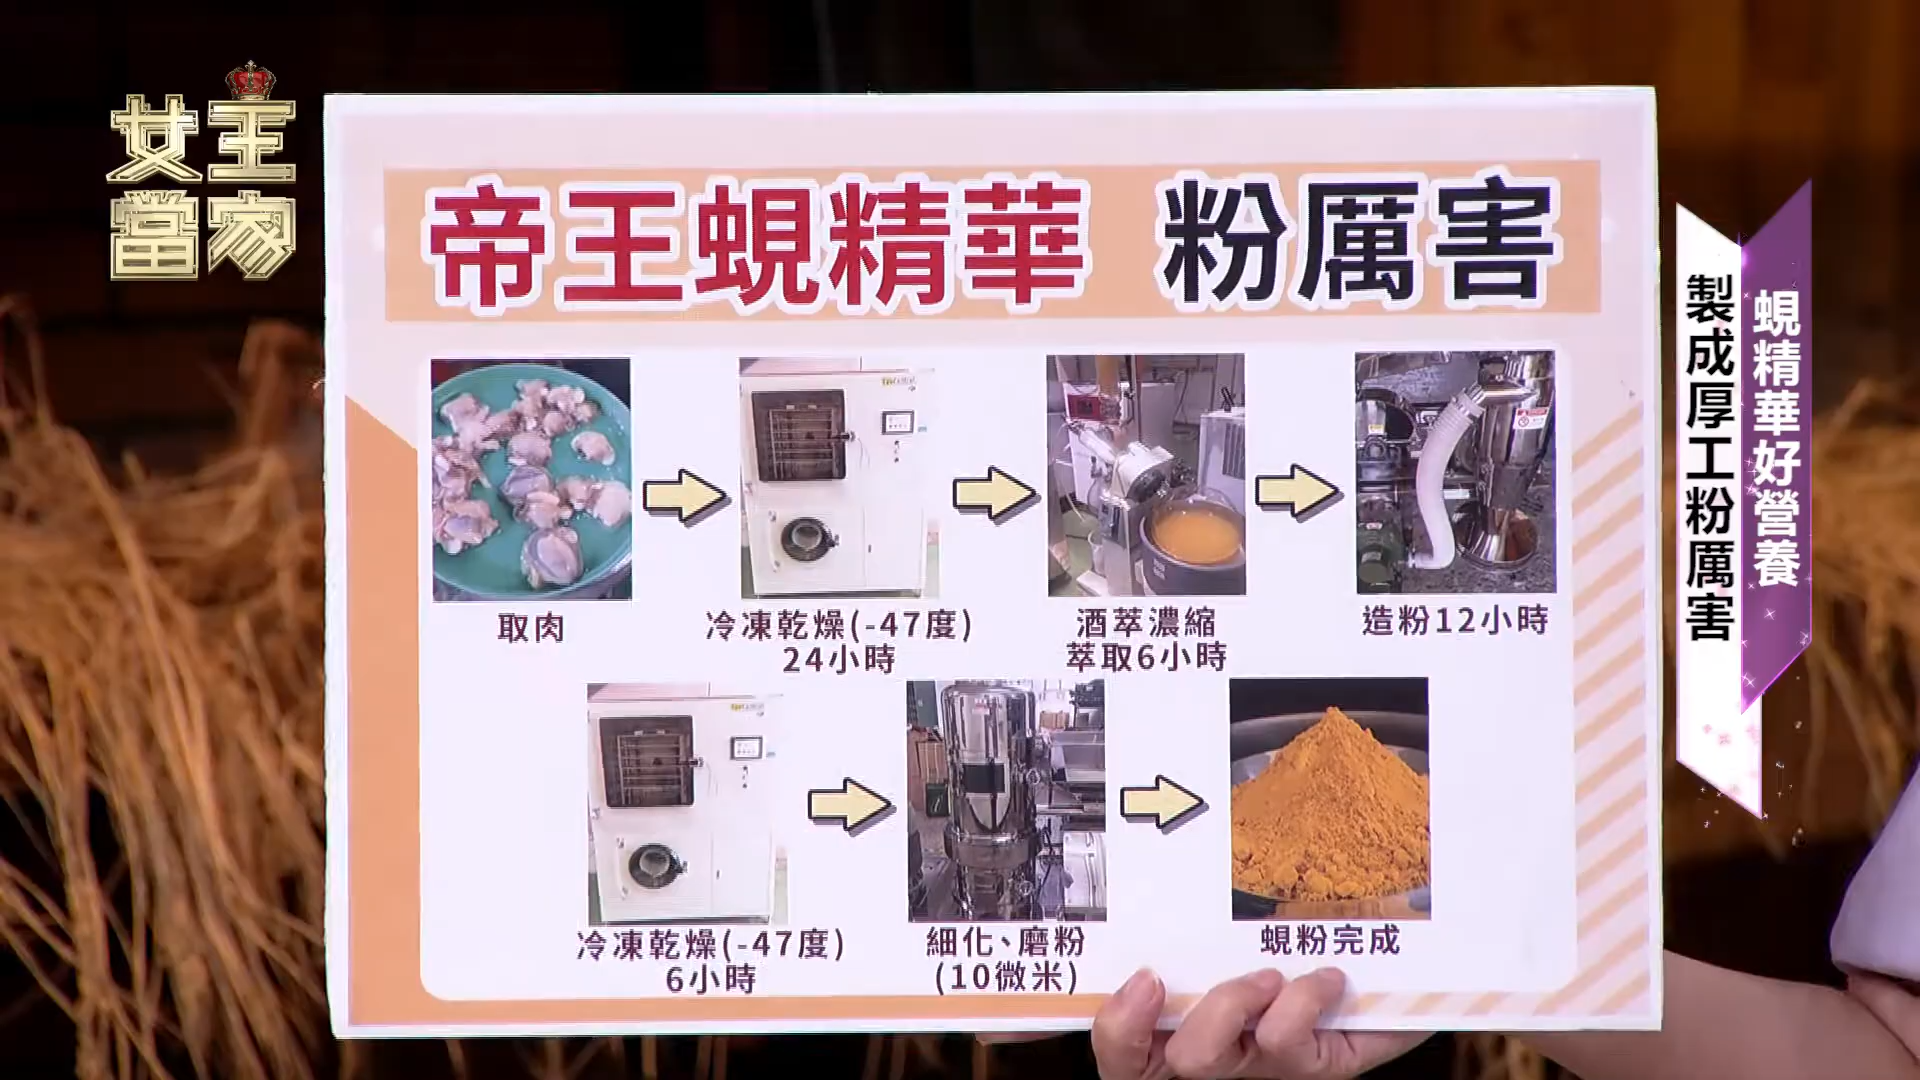 女王
當家
帝王蜆精華 粉厲害
取肉
冷凍乾燥(-47度)
24小時
酒萃濃縮
萃取6小時
造粉12小時
冷凍乾燥(-47度)
6小時
細化、磨粉
(10微米)
蜆粉完成
蜆精華好營養
製成厚工粉厲害